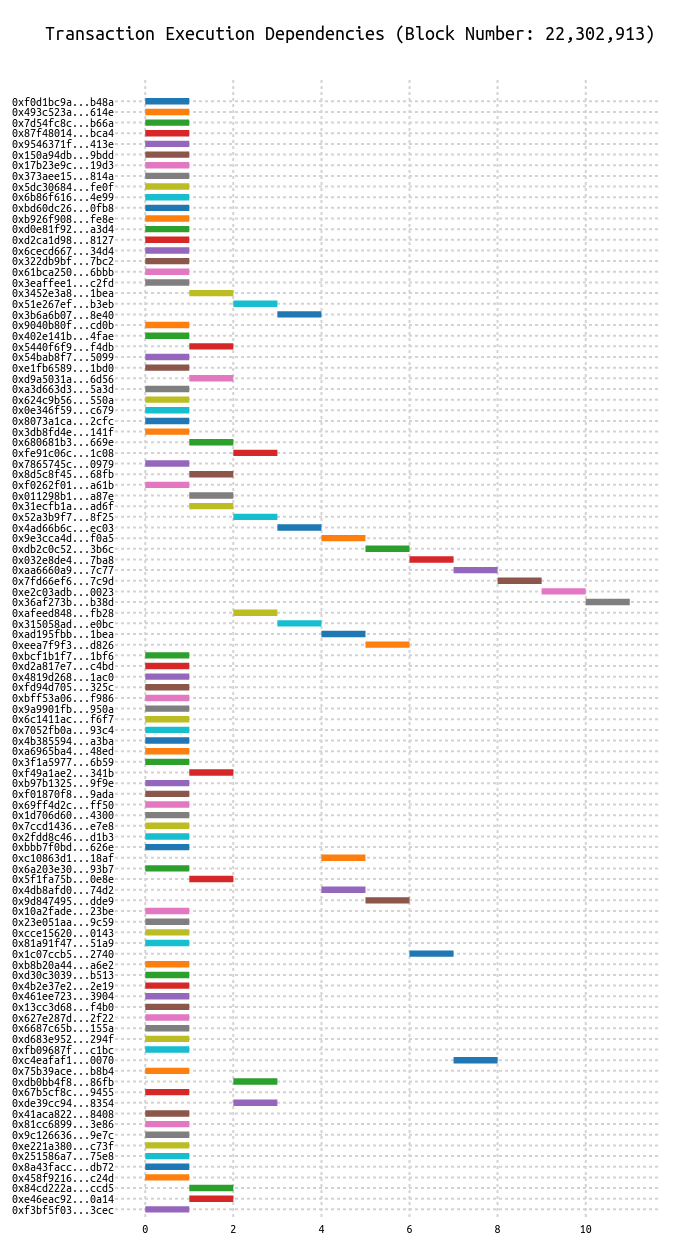 Transaction Execution Dependencies (Block Number: 22,302,913)
0xf0d1bc9a...b48a
0x493c523a...614e
0x7d54fc8c...b66a
0x87f48014...bca4
0x9546371f...413e
0x150a94db...9bdd
0x17b23e9c...19d3
0x373aee15...814a
0x5dc30684...fe0f
0x6b86f616...4e99
0xbd60dc26...0fb8
0xb926f908...fe8e
0xd0e81f92...a3d4
0xd2ca1d98...8127
0x6cecd667...34d4
0x322db9bf...7bc2
0x61bca250...6bbb
0x3eaffee1...c2fd
0x3452e3a8...1bea
0x51e267ef...b3eb
0x3b6a6b07...8e40
0x9040b80f...cd0b
0x402e141b...4fae
0x5440f6f9...f4db
0x54bab8f7...5099
0xe1fb6589...1bd0
0xd9a5031a...6d56
0xa3d663d3...5a3d
0x624c9b56...550a
0x0e346f59...c679
0x8073a1ca...2cfc
0x3db8fd4e...141f
0x680681b3...669e
0xfe91c06c...1c08
0x7865745c...0979
0x8d5c8f45...68fb
0xf0262f01...a61b
0x011298b1...a87e
0x31ecfb1a...ad6f
0x52a3b9f7...8f25
0x4ad66b6c...ec03
0x9e3cca4d...f0a5
0xdb2c0c52...3b6c
0x032e8de4...7ba8
0xaa6660a9...7c77
0x7fd66ef6...7c9d
0xe2c03adb...0023
0x36af273b...b38d
0xafeed848...fb28
0x315058ad...e0bc
0xad195fbb...1bea
0xeea7f9f3...d826
0xbcf1b1f7...1bf6
0xd2a817e7...c4bd
0x4819d268...1ac0
0xfd94d705...325c
0xbff53a06...f986
0x9a9901fb...950a
0x6c1411ac...f6f7
0x7052fb0a...93c4
0x4b385594...a3ba
0xa6965ba4...48ed
0x3f1a5977...6b59
0xf49a1ae2...341b
0xb97b1325...9f9e
0xf01870f8...9ada
0x69ff4d2c...ff50
0x1d706d60...4300
0x7ccd1436...e7e8
0x2fdd8c46...d1b3
0xbbb7f0bd...626e
0xc10863d1...18af
0x6a203e30...93b7
0x5f1fa75b...0e8e
0x4db8afd0...74d2
0x9d847495...dde9
0x10a2fade...23be
0x23e051aa...9c59
0xcce15620...0143
0x81a91f47...51a9
0x1c07ccb5...2740
0xb8b20a44...a6e2
0xd30c3039...b513
0x4b2e37e2...2e19
0x461ee723...3904
0x13cc3d68...f4b0
0x627e287d...2f22
0x6687c65b...155a
0xd683e952...294f
0xfb09687f...c1bc
0xc4eafaf1...0070
0x75b39ace...b8b4
0xdb0bb4f8...86fb
0x67b5cf8c...9455
0xde39cc94...8354
0x41aca822...8408
0x81cc6899...3e86
0x9c126636...9e7c
0xe221a380...c73f
0x251586a7...75e8
0x8a43facc...db72
0x458f9216...c24d
0x84cd222a...ccd5
0xe46eac92...0a14
0xf3bf5f03...3cec
0 2 4 6 8 10